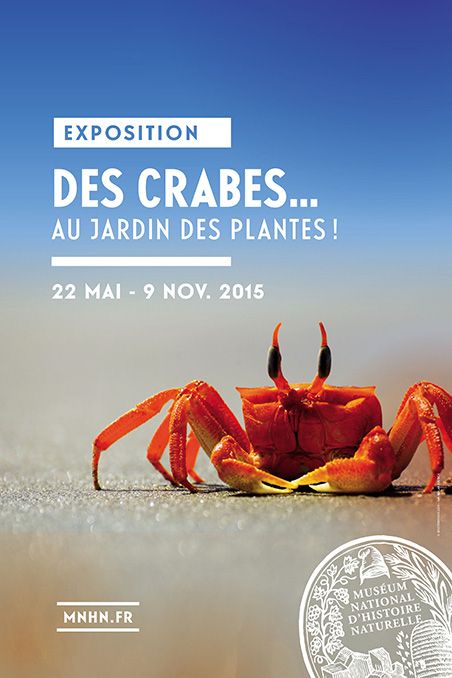 EXPOSITION
DES CRABES...
AU JARDIN DES PLANTES !
22 MAI - 9 NOV. 2015
MNHN.FR
MUSÉUM
NATIONAL
D'HISTOIRE
NATURELLE